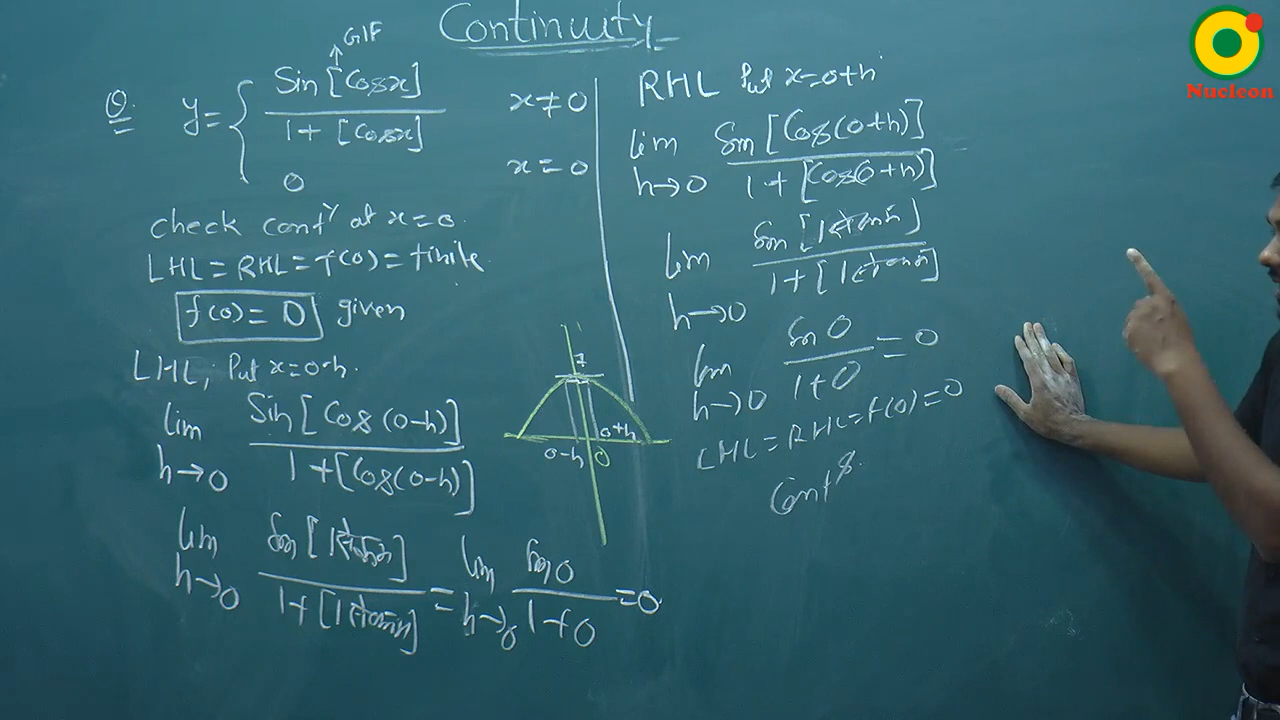 Continuity
GIF
Q. y = { Sin [Cosx] / 1 + [Cosx] x ≠ 0
0 x = 0
check conty at x = 0.
LHL = RHL = f(0) = finite
f(0) = 0 given
LHL, Put x = 0-h.
lim h→0 Sin [Cos (0-h)] / 1 + [Cos(0-h)]
lim h→0 Sin [1 / 1 + [1 = lim h→0 Sin 0 / 1 + 0 = 0
0-h 0 0+h
RHL Put x = 0+h
lim h→0 Sin [Cos(0+h)] / 1 + [Cos(0+h)]
lim h→0 Sin [1 / 1 + [1
lim h→0 Sin 0 / 1 + 0 = 0
LHL = RHL = f(0) = 0
Conts.
Nucleon